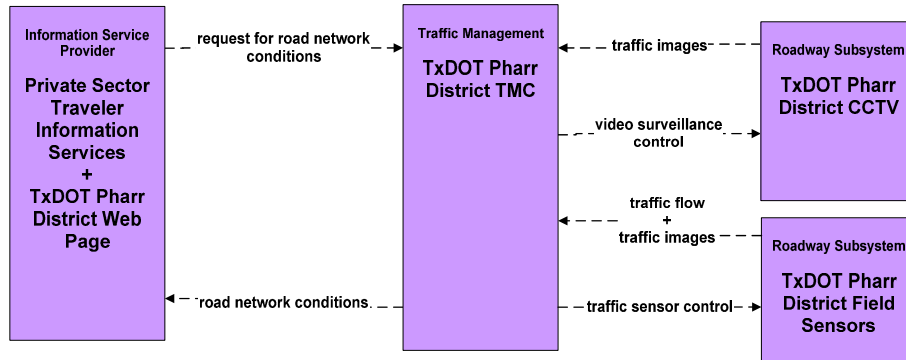 Information Service
Provider
Private Sector
Traveler
Information
Services
+
TxDOT Pharr
District Web
Page
request for road network
conditions
road network conditions
Traffic Management
TxDOT Pharr
District TMC
traffic images
video surveillance
control
traffic flow
+
traffic images
traffic sensor control
Roadway Subsystem
TxDOT Pharr
District CCTV
Roadway Subsystem
TxDOT Pharr
District Field
Sensors